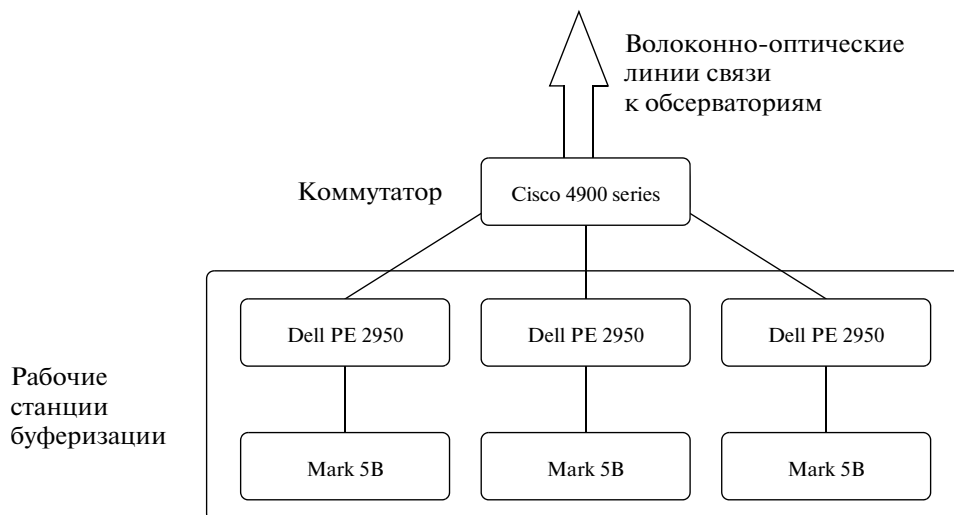 Волоконно-оптические
линии связи
к обсерваториям
Коммутатор
Cisco 4900 series
Dell PE 2950
Dell PE 2950
Dell PE 2950
Рабочие
станции
буферизации
Mark 5B
Mark 5B
Mark 5B